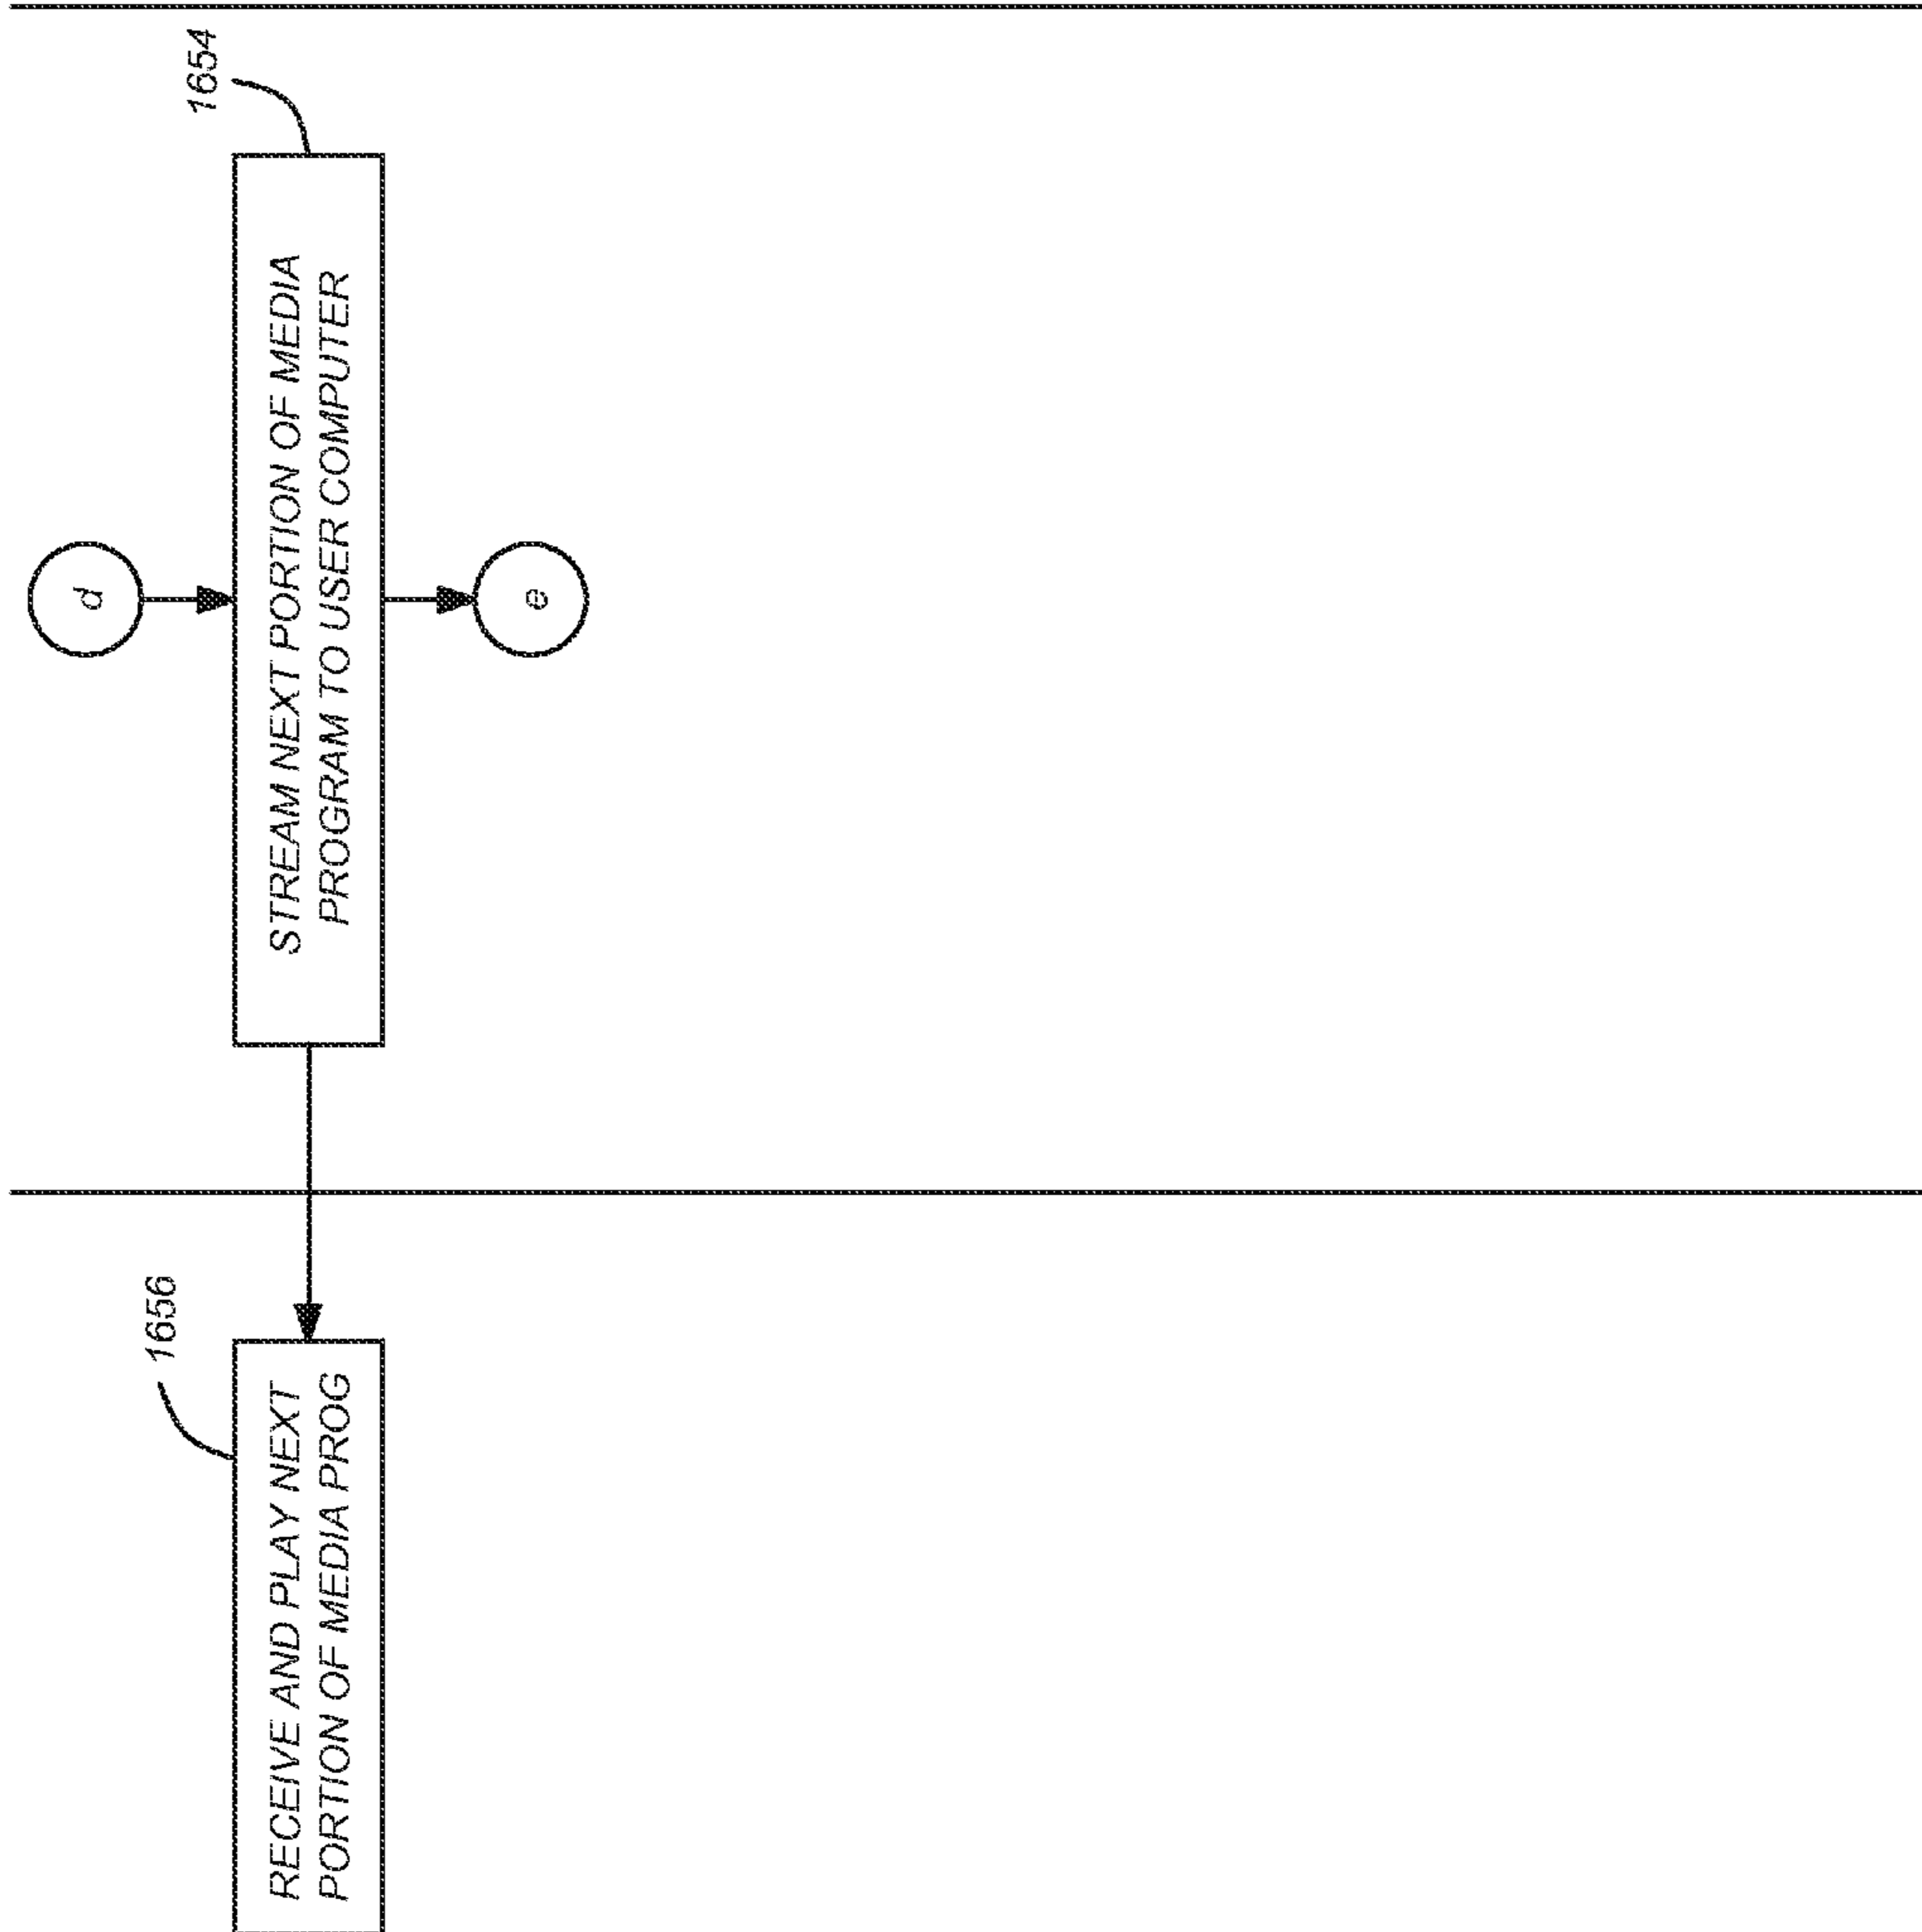 1656
RECEIVE AND PLAY NEXT
PORTION OF MEDIA PROG
d
1654
STREAM NEXT PORTION OF MEDIA
PROGRAM TO USER COMPUTER
e